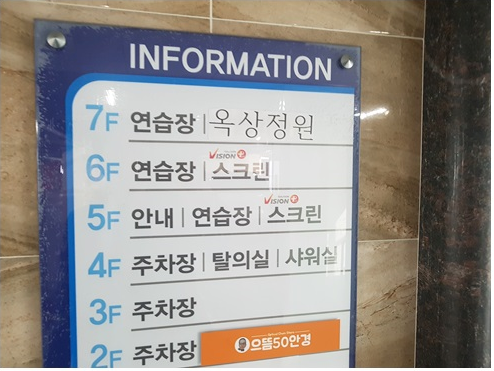 INFORMATION
7F 연습장 | 옥상정원
6F 연습장 | VISION 스크린
5F 안내 | 연습장 | VISION 스크린
4F 주차장 | 탈의실 | 샤워실
3F 주차장
2F 주차장 으뜸50안경